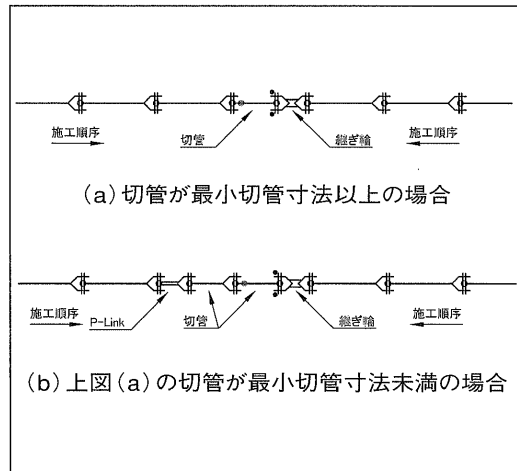 施工順序
切管
継ぎ輪
施工順序
(a)切管が最小切管寸法以上の場合
施工順序
P-Link
切管
継ぎ輪
施工順序
(b)上図(a)の切管が最小切管寸法未満の場合